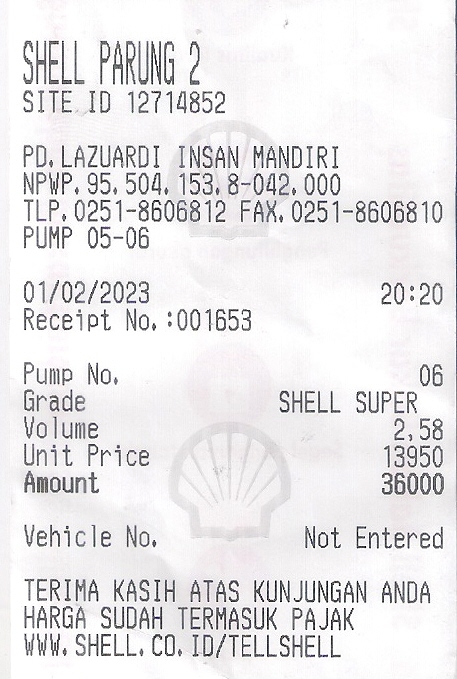 SHELL PARUNG 2
SITE ID 12714852
PD.LAZUARDI INSAN MANDIRI
NPWP.95.504.153.8-042.000
TLP.0251-8606812 FAX.0251-8606810
PUMP 05-06
01/02/2023 20:20
Receipt No.:001653
Pump No. 06
Grade SHELL SUPER
Volume 2,58
Unit Price 13950
Amount 36000
Vehicle No. Not Entered
TERIMA KASIH ATAS KUNJUNGAN ANDA
HARGA SUDAH TERMASUK PAJAK
WWW.SHELL.CO.ID/TELLSHELL